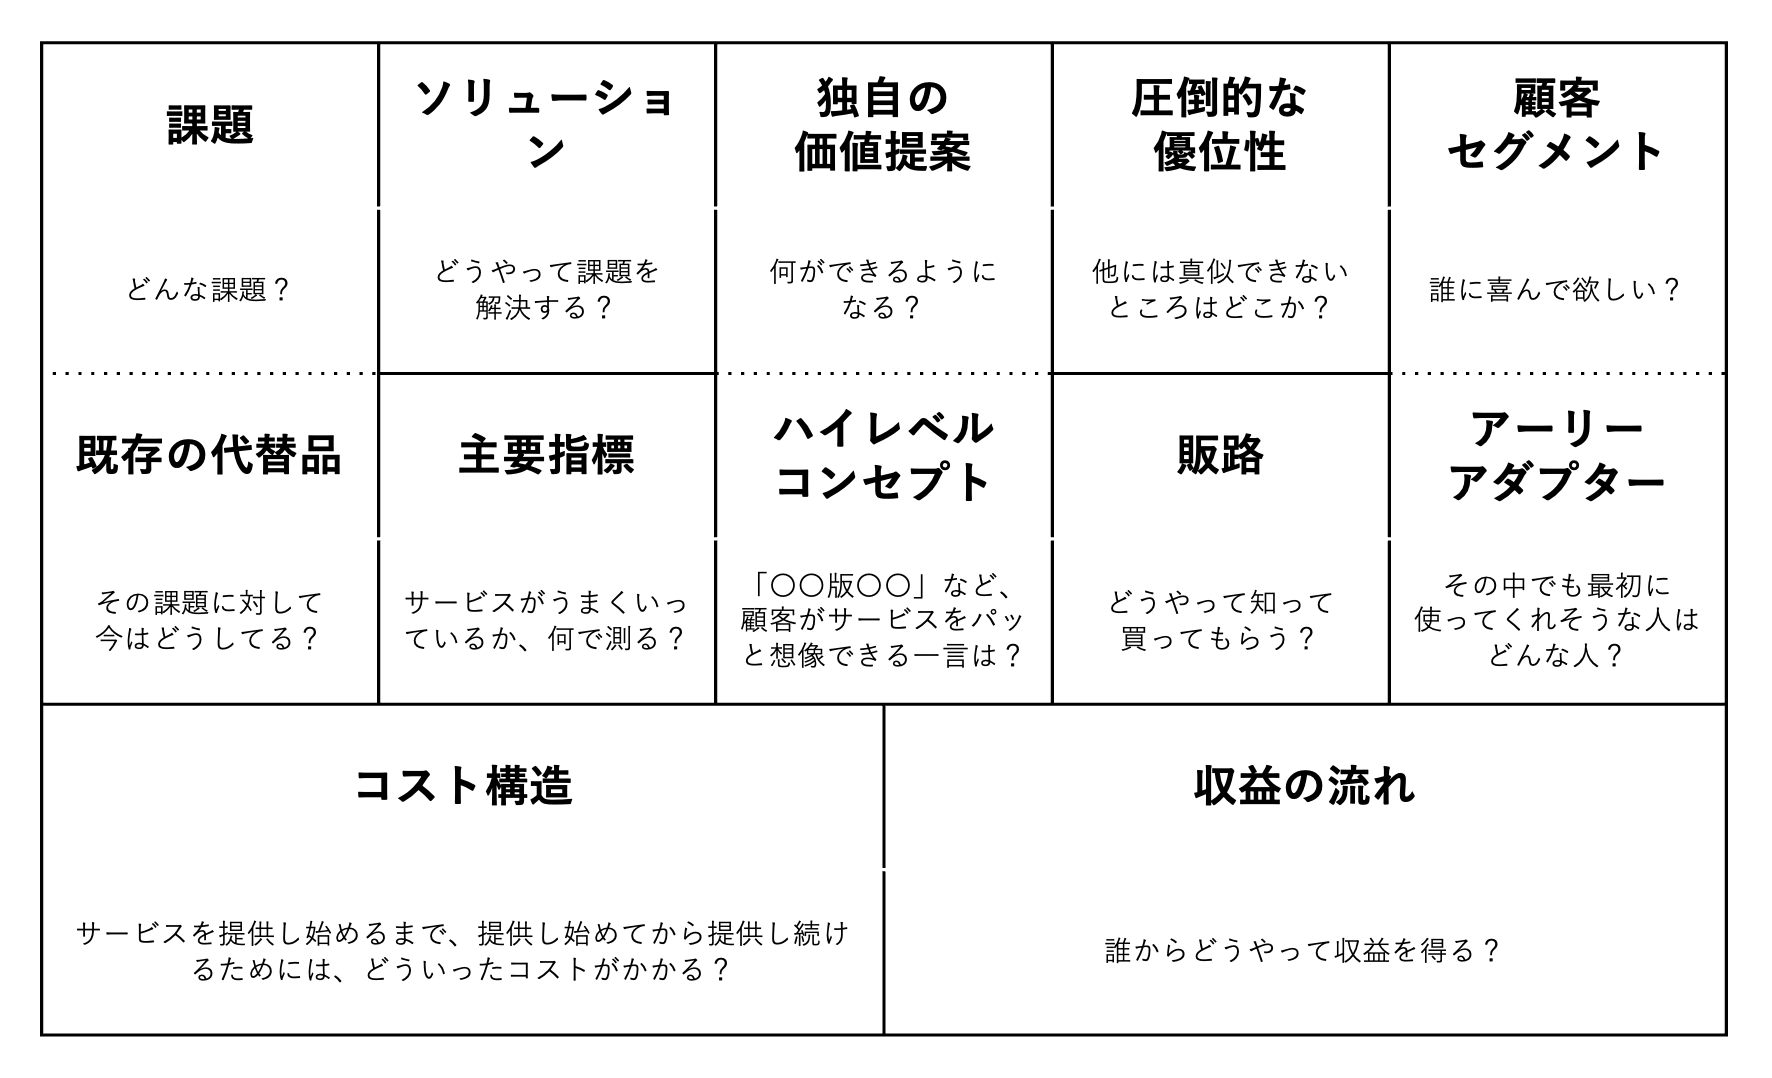 課題
どんな課題？
ソリューショ
ン
どうやって課題を
解決する？
独自の
価値提案
何ができるように
なる？
圧倒的な
優位性
他には真似できない
ところはどこか？
顧客
セグメント
誰に喜んで欲しい？
既存の代替品
その課題に対して
今はどうしてる？
主要指標
サービスがうまくいっ
ているか、何で測る？
ハイレベル
コンセプト
「〇〇版〇〇」など、
顧客がサービスをパッ
と想像できる一言は？
販路
どうやって知って
買ってもらう？
アーリー
アダプター
その中でも最初に
使ってくれそうな人は
どんな人？
コスト構造
サービスを提供し始めるまで、提供し始めてから提供し続け
るためには、どういったコストがかかる？
収益の流れ
誰からどうやって収益を得る？